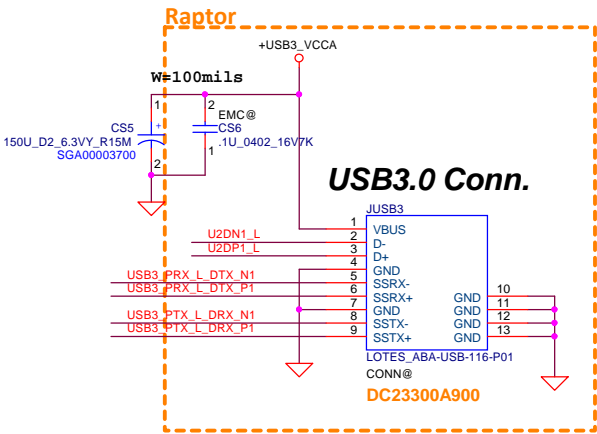 Raptor
+USB3_VCCA
W=100mils
1
2
EMC@
CS5
+
CS6
150U_D2_6.3VY_R15M
.1U_0402_16V7K
SGA00003700
1
2
USB3.0 Conn.
JUSB3
1
VBUS
U2DN1_L
2
D-
U2DP1_L
3
D+
4
GND
USB3_PRX_L_DTX_N1
5
SSRX-
USB3_PRX_L_DTX_P1
6
SSRX+
GND
10
7
GND
GND
11
USB3_PTX_L_DRX_N1
8
SSTX-
GND
12
USB3_PTX_L_DRX_P1
9
SSTX+
GND
13
LOTES_ABA-USB-116-P01
CONN@
DC23300A900